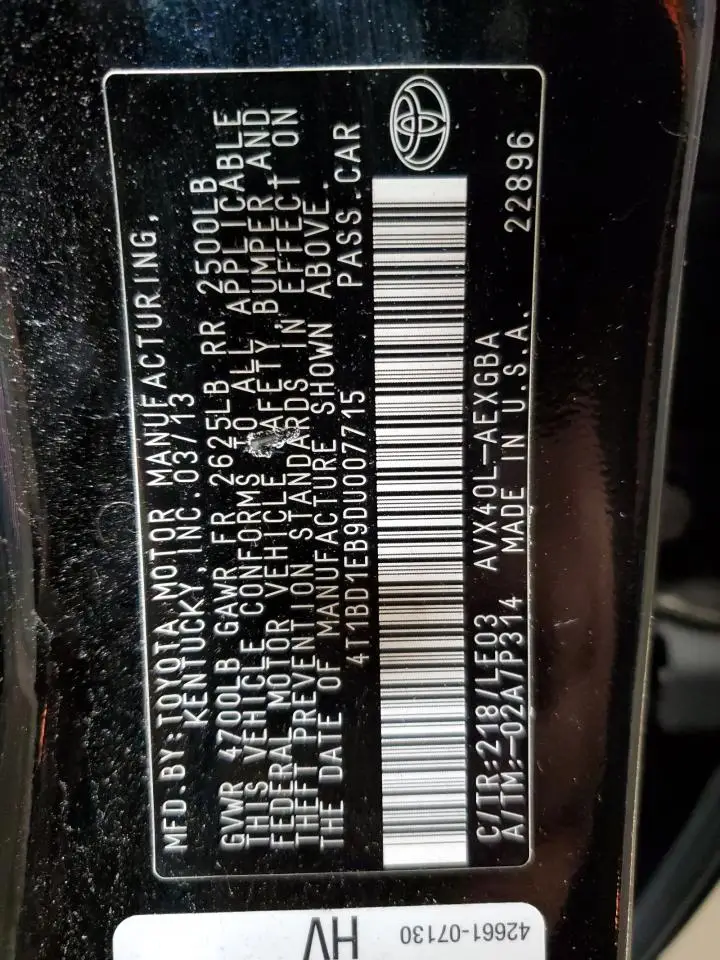 MFD.BY:TOYOTA MOTOR MANUFACTURING,
KENTUCKY,INC.03/13
GVWR 4700LB GAWR FR 2625LB RR 2500LB
THIS VEHICLE CONFORMS TO ALL APPLICABLE
FEDERAL MOTOR VEHICLE SAFETY, BUMPER,AND
THEFT PREVENTION STANDARDS IN EFFECT ON
THE DATE OF MANUFACTURE SHOWN ABOVE.
4T1BD1EB9DU007715 PASS.CAR
C/TR:218/LE03 AVX40L-AEXGBA
A/TM:-02A/P314 MADE IN U.S.A. 22896
HV
42661-07130